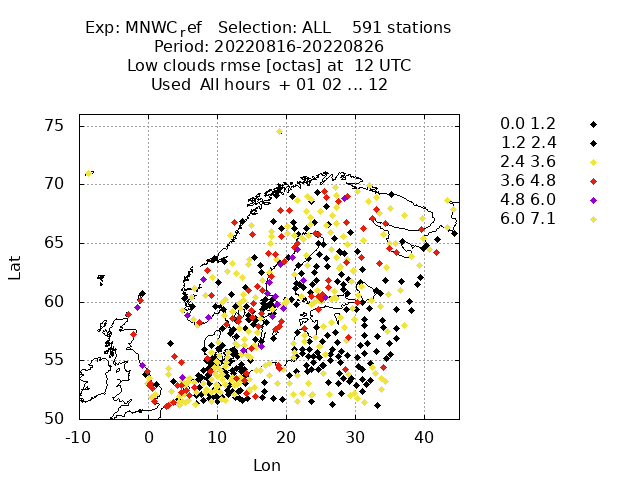 Exp: MNWCref Selection: ALL 591 stations
Period: 20220816-20220826
Low clouds rmse [octas] at 12 UTC
Used All hours + 01 02 ... 12
0.0 1.2
1.2 2.4
2.4 3.6
3.6 4.8
4.8 6.0
6.0 7.1
75
70
65
60
55
50
Lat
-10 0 10 20 30 40
Lon